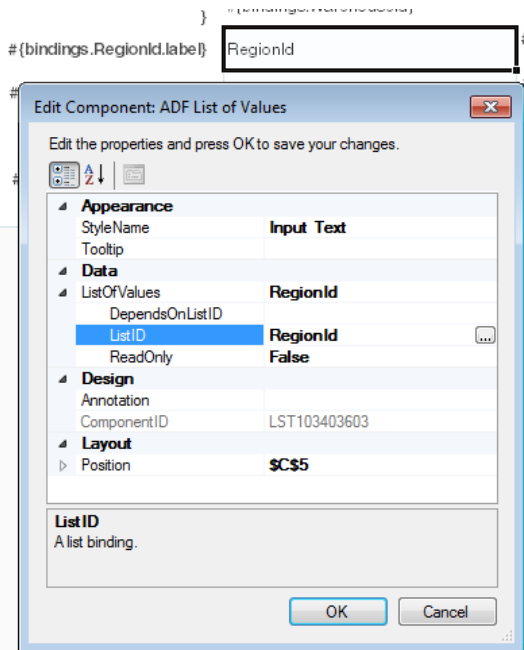 }
#{bindings.RegionId.label} RegionId
Edit Component: ADF List of Values
Edit the properties and press OK to save your changes.
Appearance
StyleName Input Text
Tooltip
Data
ListOfValues RegionId
DependsOnListID
ListID RegionId ...
ReadOnly False
Design
Annotation
ComponentID LST103403603
Layout
Position $C$5
ListID
A list binding.
OK Cancel